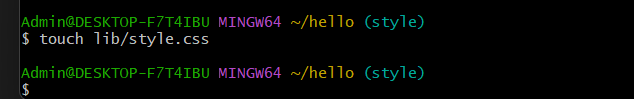 Admin@DESKTOP-F7T4IBU MINGW64 ~/hello (style)
$ touch lib/style.css
Admin@DESKTOP-F7T4IBU MINGW64 ~/hello (style)
$